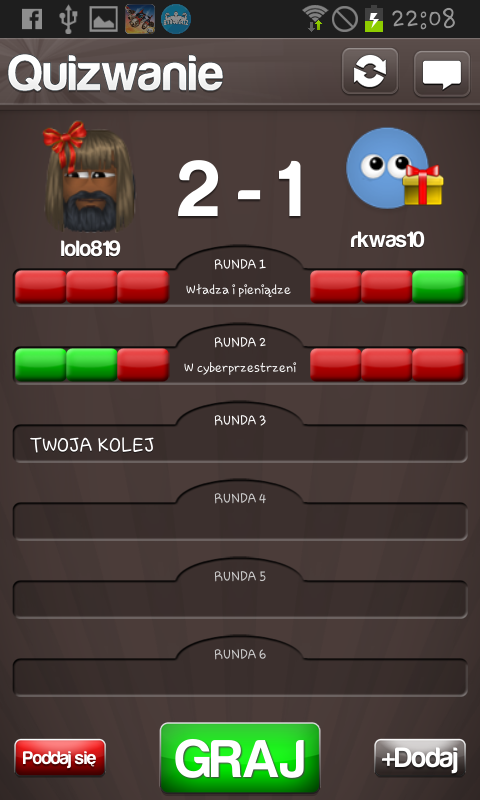 22:08
Quizwanie
2 - 1
lolo819
rkwas10
RUNDA 1
Władza i pieniądze
RUNDA 2
W cyberprzestrzeni
RUNDA 3
TWOJA KOLEJ
RUNDA 4
RUNDA 5
RUNDA 6
Poddaj się
GRAJ
+Dodaj